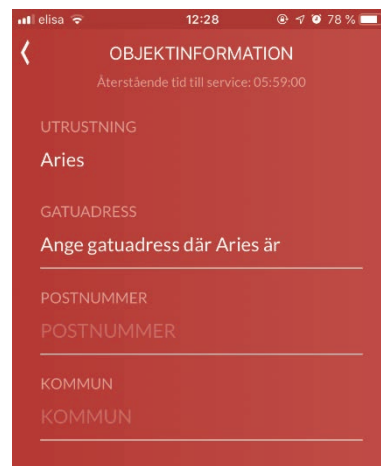 elisa 12:28 78 %
OBJEKTINFORMATION
Återstående tid till service: 05:59:00
UTRUSTNING
Aries
GATUADRESS
Ange gatuadress där Aries är
POSTNUMMER
POSTNUMMER
KOMMUN
KOMMUN